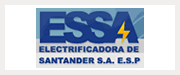 ESSA
ELECTRIFICADORA DE
SANTANDER S.A. E.S.P